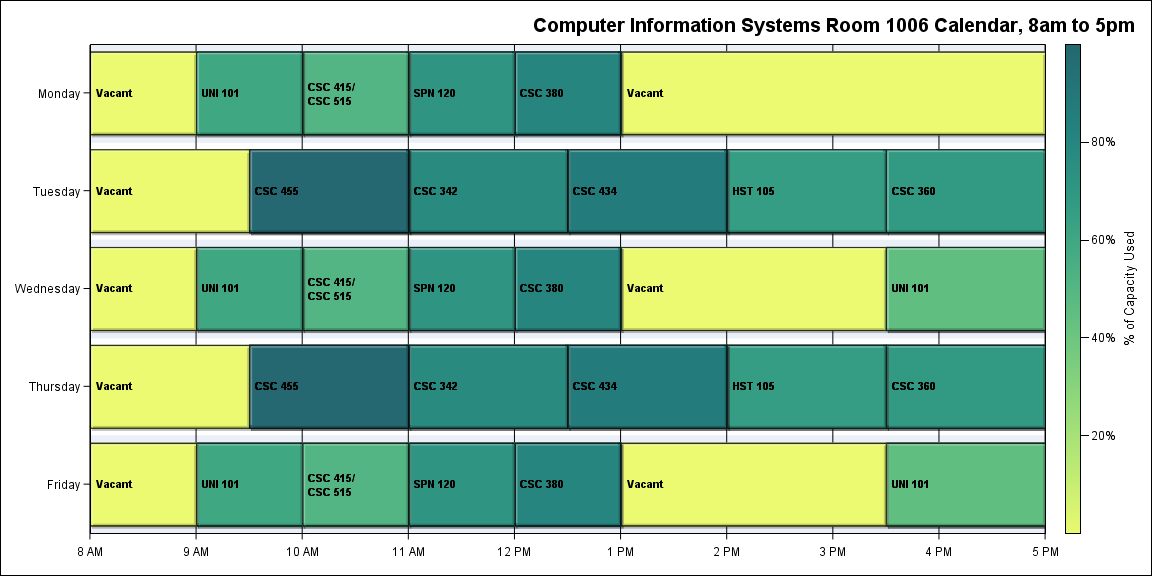 Computer Information Systems Room 1006 Calendar, 8am to 5pm
Monday
Vacant
UNI 101
CSC 415/
CSC 515
SPN 120
CSC 380
Vacant
Tuesday
Vacant
CSC 455
CSC 342
CSC 434
HST 105
CSC 360
Wednesday
Vacant
UNI 101
CSC 415/
CSC 515
SPN 120
CSC 380
Vacant
UNI 101
Thursday
Vacant
CSC 455
CSC 342
CSC 434
HST 105
CSC 360
Friday
Vacant
UNI 101
CSC 415/
CSC 515
SPN 120
CSC 380
Vacant
UNI 101
8 AM
9 AM
10 AM
11 AM
12 PM
1 PM
2 PM
3 PM
4 PM
5 PM
80%
60%
40%
20%
% of Capacity Used